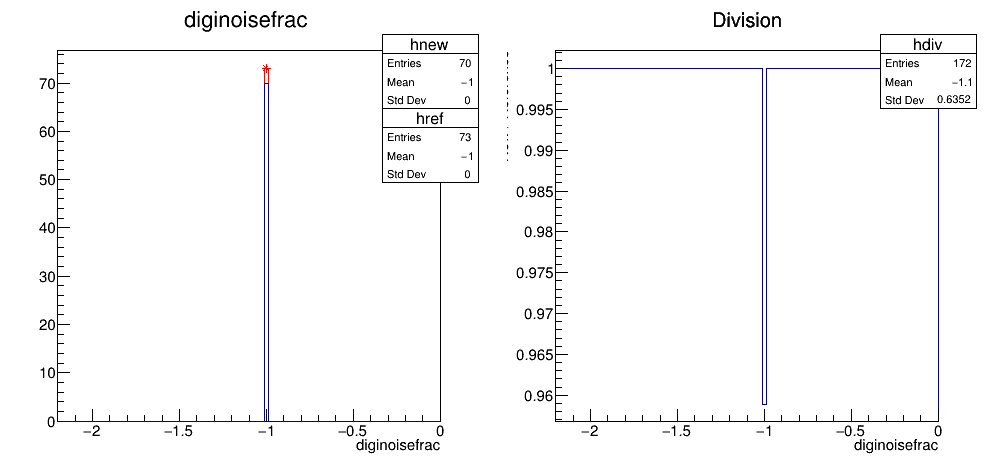 diginoisefrac
hnew
Entries 70
Mean −1
Std Dev 0
href
Entries 73
Mean −1
Std Dev 0
70
60
50
40
30
20
10
0
−2 −1.5 −1 −0.5 0
diginoisefrac
Division
hdiv
Entries 172
Mean −1.1
Std Dev 0.6352
1
0.995
0.99
0.985
0.98
0.975
0.97
0.965
0.96
−2 −1.5 −1 −0.5 0
diginoisefrac